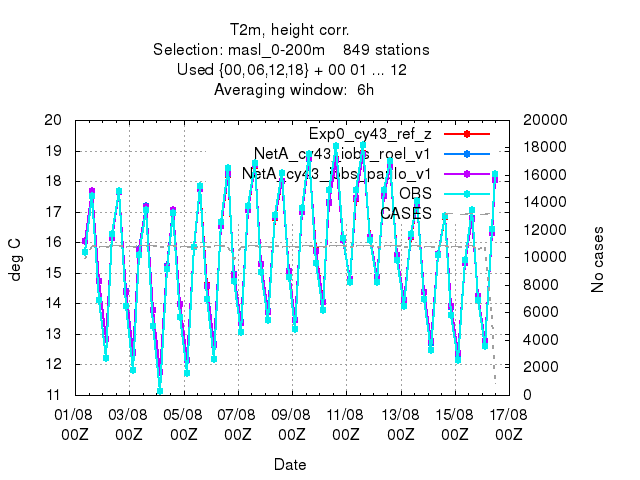 T2m, height corr.
Selection: masl_0-200m 849 stations
Used {00,06,12,18} + 00 01 ... 12
Averaging window: 6h
20 20000
Exp0_cy43_ref_z
19 18000
NetA_cy43_iobs_roel_v1
18 16000
NetA_cy43_iobs_paulo_v1
OBS
17 14000
CASES
16 12000
15 10000
14 8000
13 6000
12 4000
2000
11 0
deg C
No cases
01/08 03/08 05/08 07/08 09/08 11/08 13/08 15/08 17/08
00Z 00Z 00Z 00Z 00Z 00Z 00Z 00Z 00Z
Date